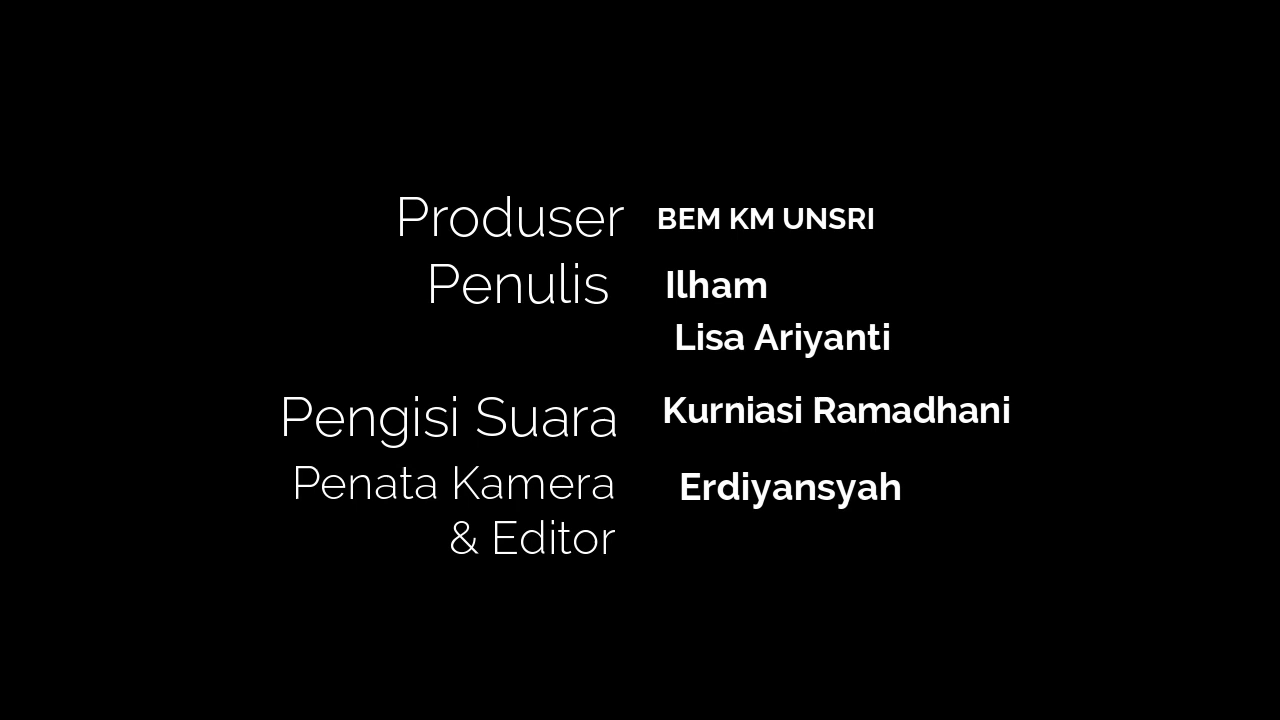 Produser BEM KM UNSRI
Penulis Ilham
Lisa Ariyanti
Pengisi Suara Kurniasi Ramadhani
Penata Kamera Erdiyansyah
& Editor